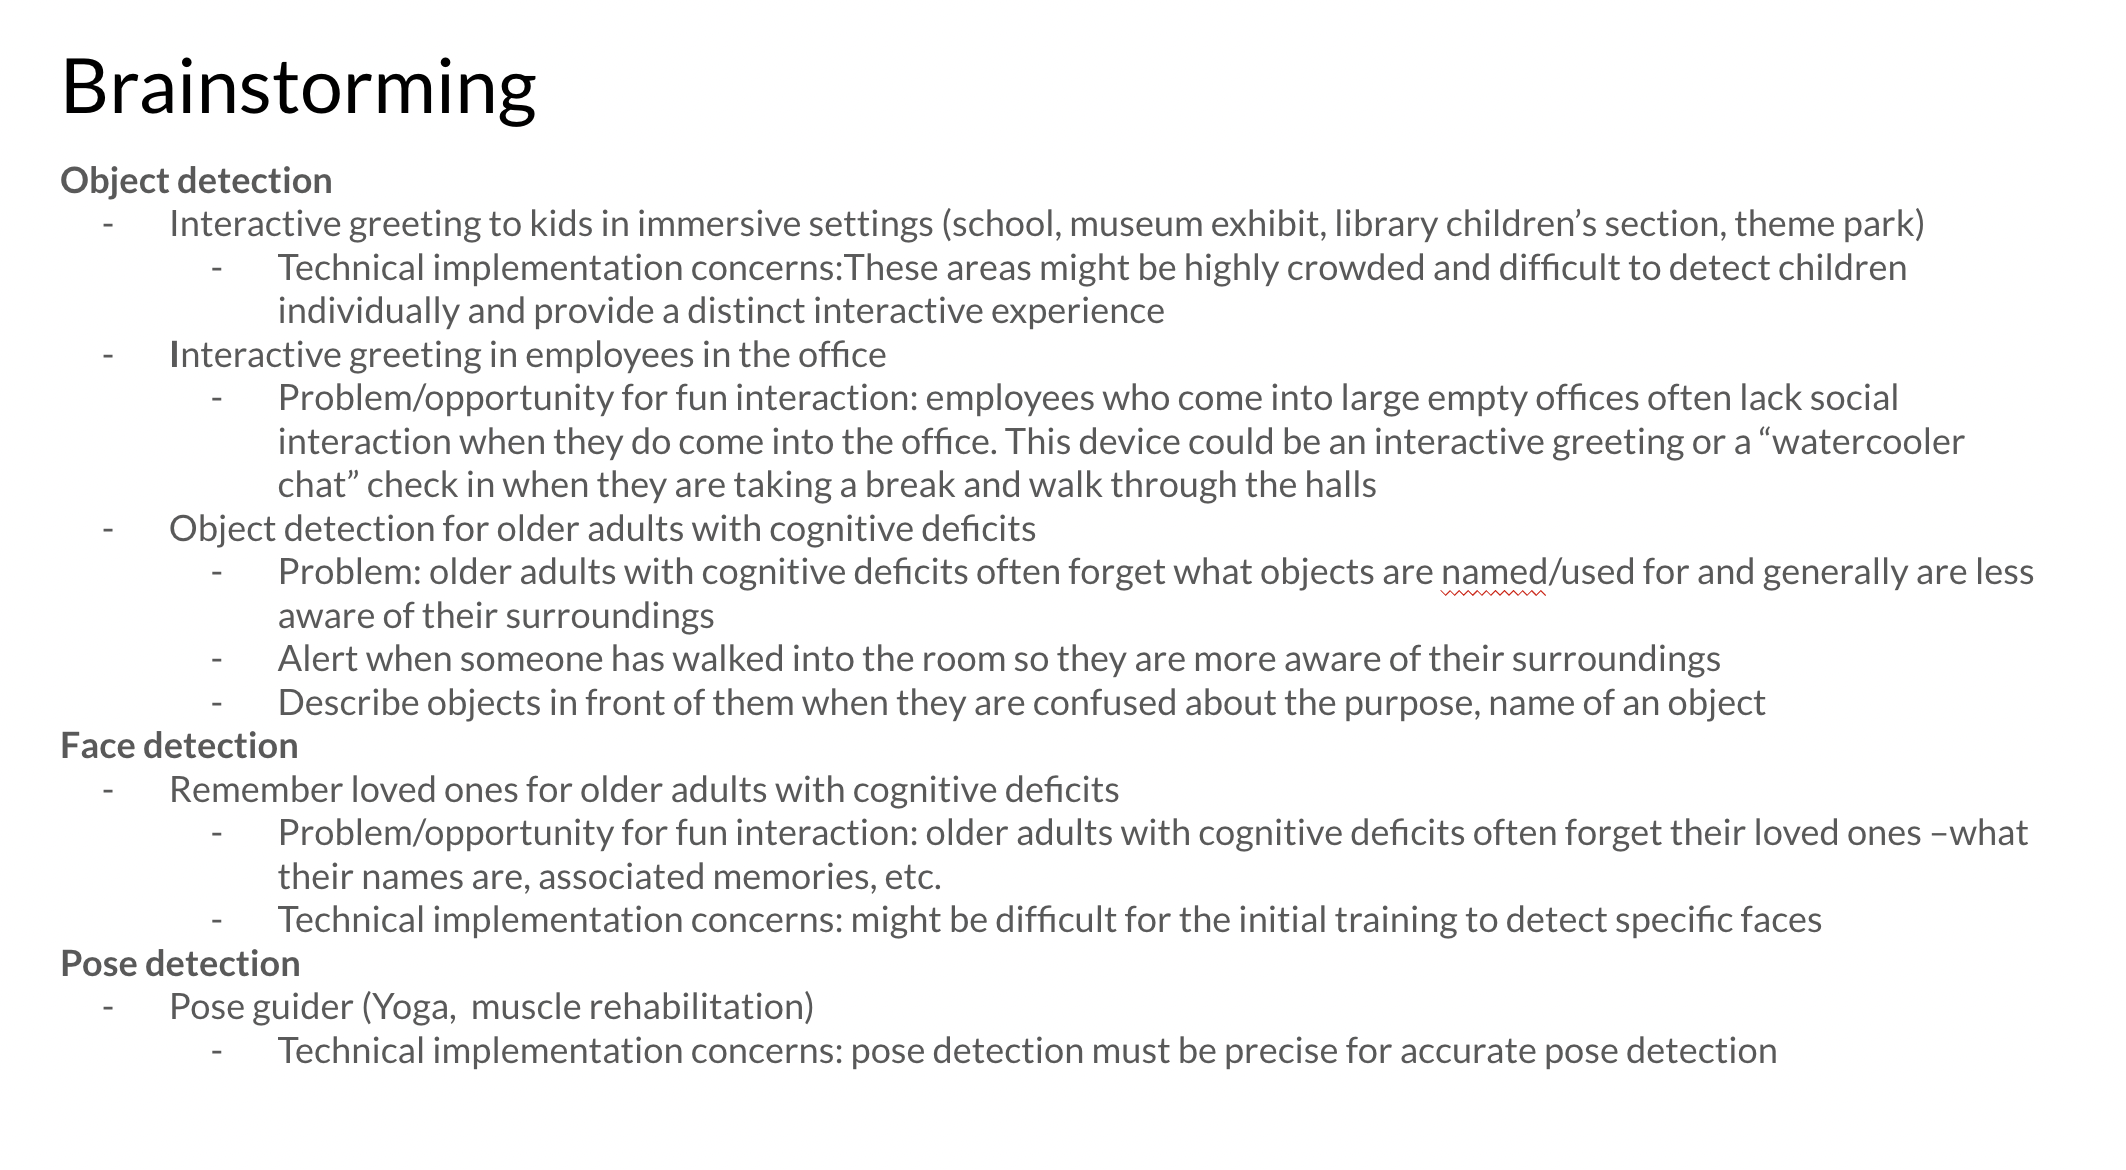 Brainstorming
Object detection
- Interactive greeting to kids in immersive settings (school, museum exhibit, library children’s section, theme park)
- Technical implementation concerns:These areas might be highly crowded and difficult to detect children
individually and provide a distinct interactive experience
- Interactive greeting in employees in the office
- Problem/opportunity for fun interaction: employees who come into large empty offices often lack social
interaction when they do come into the office. This device could be an interactive greeting or a “watercooler
chat” check in when they are taking a break and walk through the halls
- Object detection for older adults with cognitive deficits
- Problem: older adults with cognitive deficits often forget what objects are named/used for and generally are less
aware of their surroundings
- Alert when someone has walked into the room so they are more aware of their surroundings
- Describe objects in front of them when they are confused about the purpose, name of an object
Face detection
- Remember loved ones for older adults with cognitive deficits
- Problem/opportunity for fun interaction: older adults with cognitive deficits often forget their loved ones –what
their names are, associated memories, etc.
- Technical implementation concerns: might be difficult for the initial training to detect specific faces
Pose detection
- Pose guider (Yoga,  muscle rehabilitation)
- Technical implementation concerns: pose detection must be precise for accurate pose detection